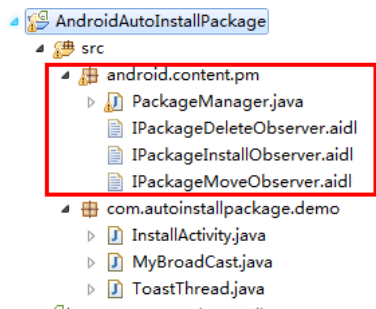 AndroidAutoInstallPackage
src
android.content.pm
PackageManager.java
IPackageDeleteObserver.aidl
IPackageInstallObserver.aidl
IPackageMoveObserver.aidl
com.autoinstallpackage.demo
InstallActivity.java
MyBroadCast.java
ToastThread.java